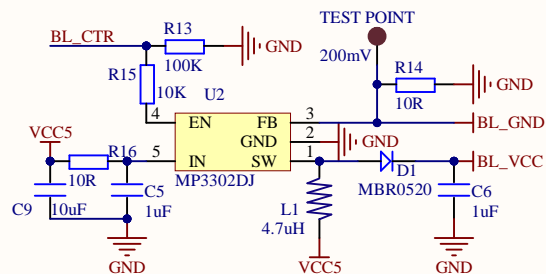 TEST POINT
BL_CTR
R13
GND
200mV
100K
R15
R14
GND
10K
U2
10R
4
EN
FB
3
BL_GND
GND
2
GND
VCC5
R16
5
IN
SW
1
BL_VCC
10R
C5
MP3302DJ
D1
MBR0520
C6
C9
10uF
1uF
L1
4.7uH
1uF
GND
VCC5
GND